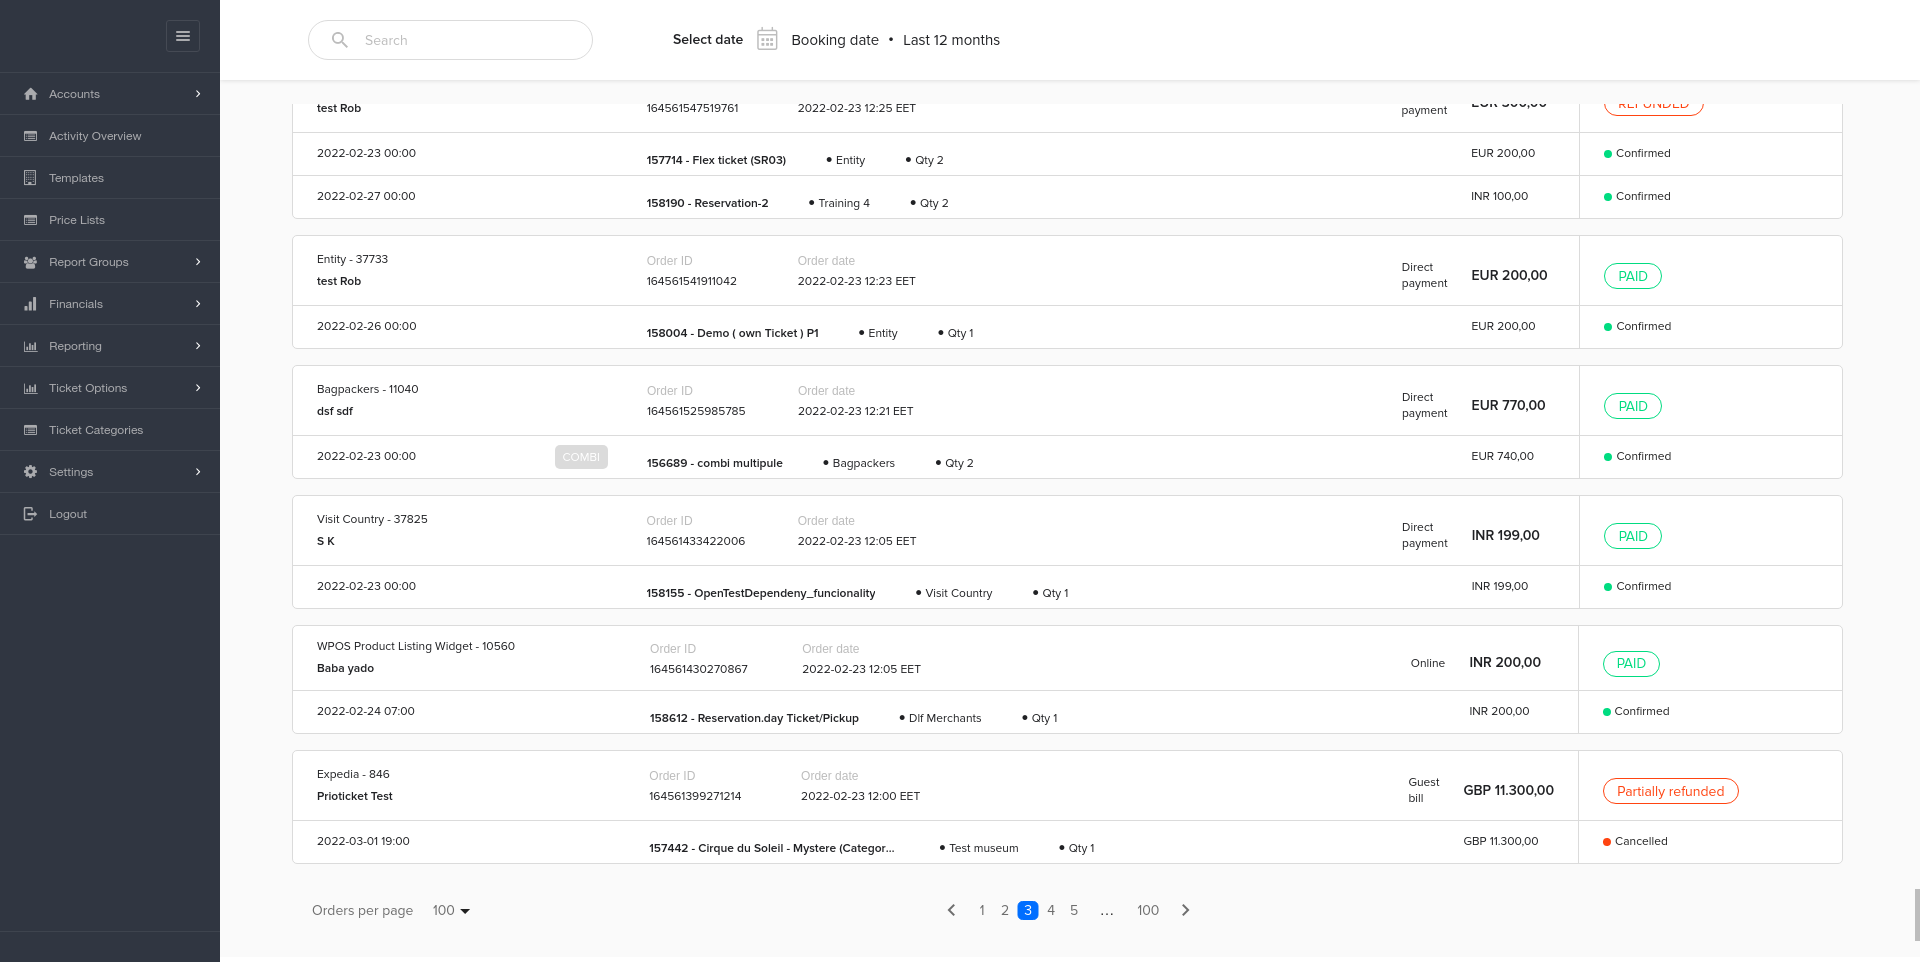 Search
Select date Booking date • Last 12 months
Accounts
Activity Overview
Templates
Price Lists
Report Groups
Financials
Reporting
Ticket Options
Ticket Categories
Settings
Logout
test Rob 164561547519761 2022-02-23 12:25 EET payment EUR 300,00 REFUNDED
2022-02-23 00:00 157714 - Flex ticket (SR03) • Entity • Qty 2 EUR 200,00 Confirmed
2022-02-27 00:00 158190 - Reservation-2 • Training 4 • Qty 2 INR 100,00 Confirmed
Entity - 37733 Order ID Order date Direct
test Rob 164561541911042 2022-02-23 12:23 EET payment EUR 200,00 PAID
2022-02-26 00:00 158004 - Demo ( own Ticket ) P1 • Entity • Qty 1 EUR 200,00 Confirmed
Bagpackers - 11040 Order ID Order date Direct
dsf sdf 164561525985785 2022-02-23 12:21 EET payment EUR 770,00 PAID
2022-02-23 00:00 COMBI 156689 - combi multipule • Bagpackers • Qty 2 EUR 740,00 Confirmed
Visit Country - 37825 Order ID Order date Direct
S K 164561433422006 2022-02-23 12:05 EET payment INR 199,00 PAID
2022-02-23 00:00 158155 - OpenTestDependeny_funcionality • Visit Country • Qty 1 INR 199,00 Confirmed
WPOS Product Listing Widget - 10560 Order ID Order date
Baba yado 164561430270867 2022-02-23 12:05 EET Online INR 200,00 PAID
2022-02-24 07:00 158612 - Reservation.day Ticket/Pickup • Dlf Merchants • Qty 1 INR 200,00 Confirmed
Expedia - 846 Order ID Order date Guest
Prioticket Test 164561399271214 2022-02-23 12:00 EET bill GBP 11.300,00 Partially refunded
2022-03-01 19:00 157442 - Cirque du Soleil - Mystere (Categor... • Test museum • Qty 1 GBP 11.300,00 Cancelled
Orders per page 100 1 2 3 4 5 ... 100